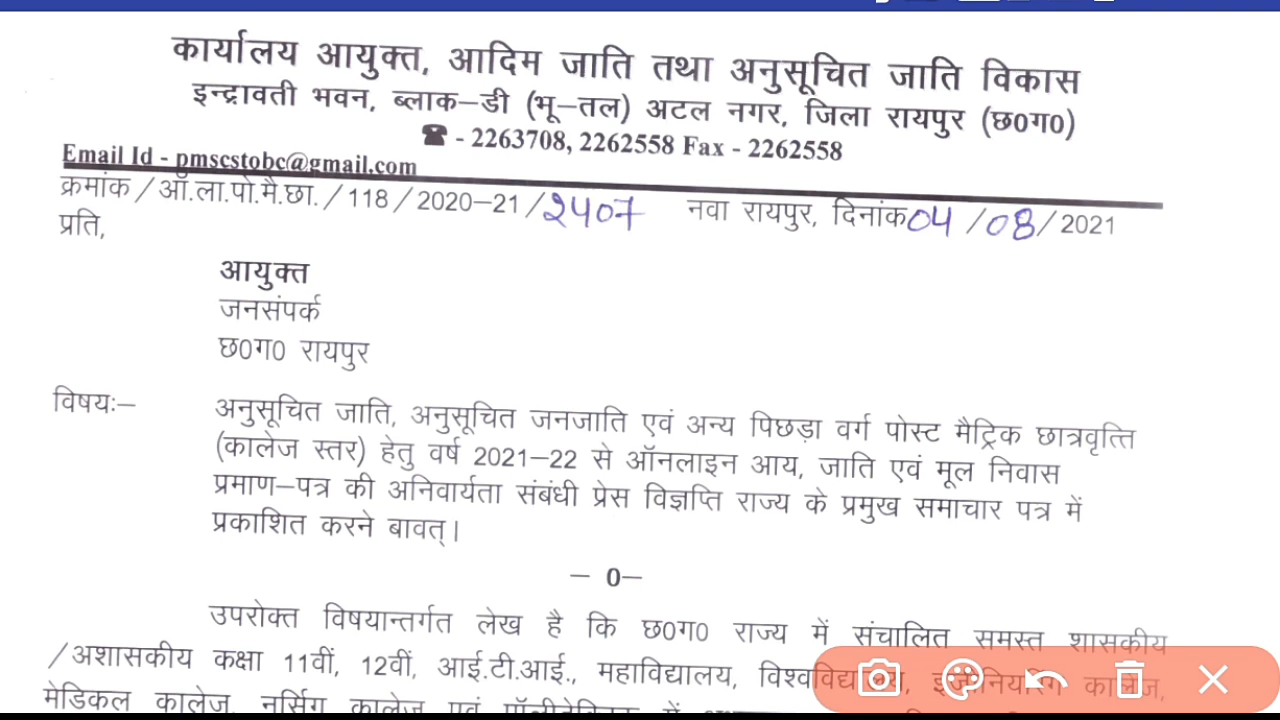 कार्यालय आयुक्त, आदिम जाति तथा अनुसूचित जाति विकास
इन्द्रावती भवन, ब्लाक–डी (भू–तल) अटल नगर, जिला रायपुर (छ0ग0)
☎ - 2263708, 2262558 Fax - 2262558
Email Id - pmscstobc@gmail.com
क्रमांक / ऑ.ला.पो.मै.छा. / 118 / 2020–21 / 2407 नवा रायपुर, दिनांक 04 / 08 / 2021
प्रति,
आयुक्त
जनसंपर्क
छ0ग0 रायपुर
विषयः– अनुसूचित जाति, अनुसूचित जनजाति एवं अन्य पिछड़ा वर्ग पोस्ट मैट्रिक छात्रवृत्ति
(कालेज स्तर) हेतु वर्ष 2021–22 से ऑनलाइन आय, जाति एवं मूल निवास
प्रमाण–पत्र की अनिवार्यता संबंधी प्रेस विज्ञप्ति राज्य के प्रमुख समाचार पत्र में
प्रकाशित करने बावत्।
– 0–
उपरोक्त विषयान्तर्गत लेख है कि छ0ग0 राज्य में संचालित समस्त शासकीय
/अशासकीय कक्षा 11वीं, 12वीं, आई.टी.आई., महाविद्यालय, विश्वविद्यालय, इंजीनियरिंग कालेज,
मेडिकल कालेज, नर्सिंग कालेज एवं पॉलीटेक्निक में